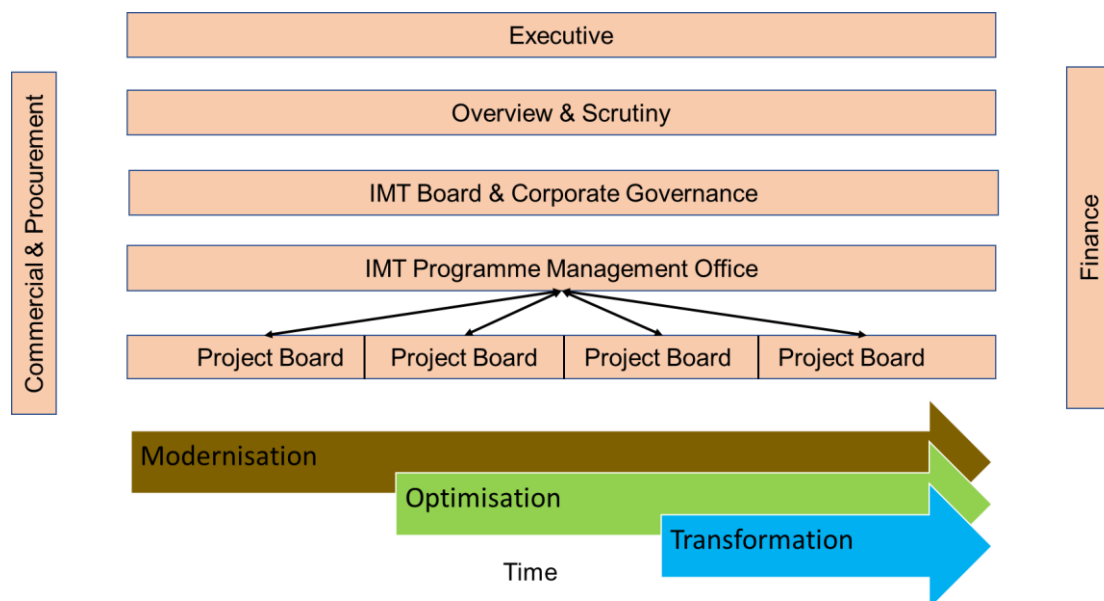 Executive
Commercial & Procurement
Overview & Scrutiny
Finance
IMT Board & Corporate Governance
IMT Programme Management Office
Project Board
Project Board
Project Board
Project Board
Modernisation
Optimisation
Transformation
Time